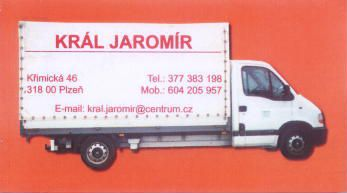 KRÁL JAROMÍR
Křimická 46 Tel.: 377 383 198
318 00 Plzeň Mob.: 604 205 957
E-mail: kral.jaromir@centrum.cz